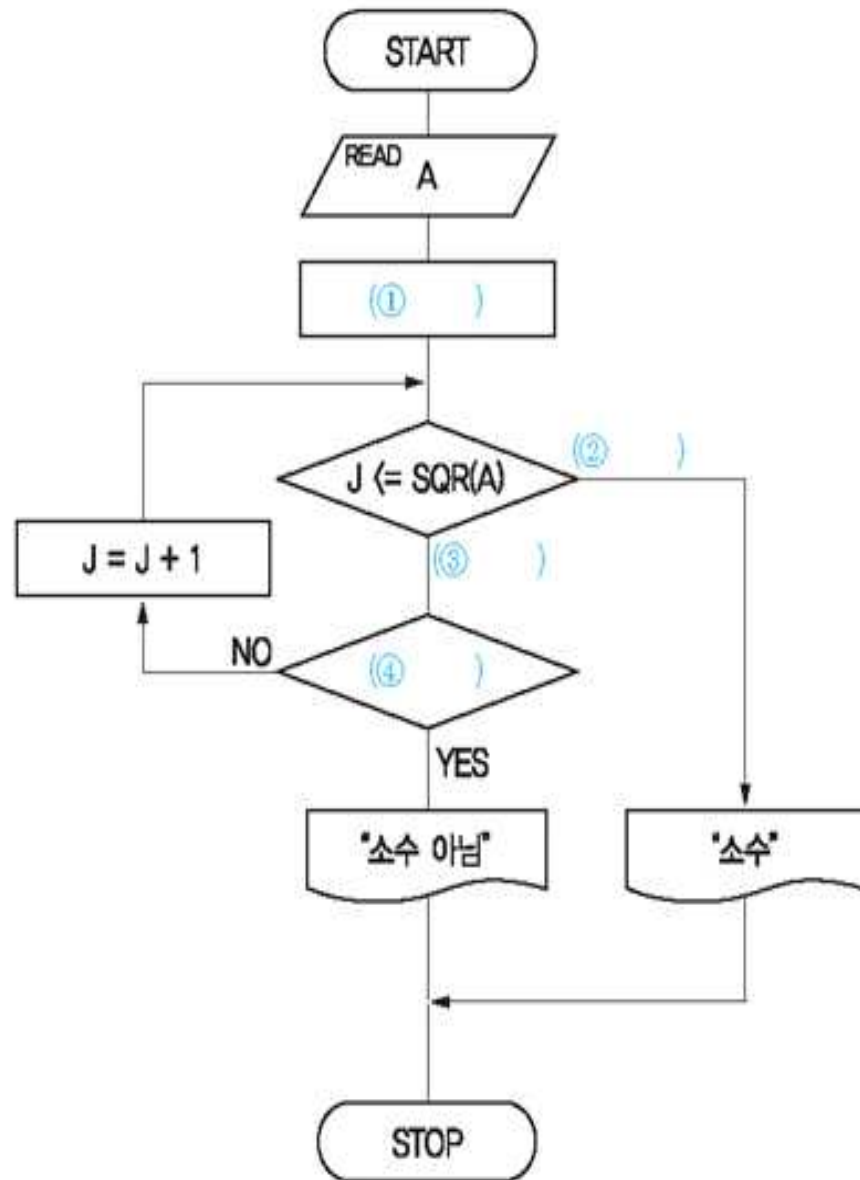 START
READ
A
(① )
J <= SQR(A)
(② )
J = J + 1
(③ )
NO
(④ )
YES
"소수 아님"
"소수"
STOP